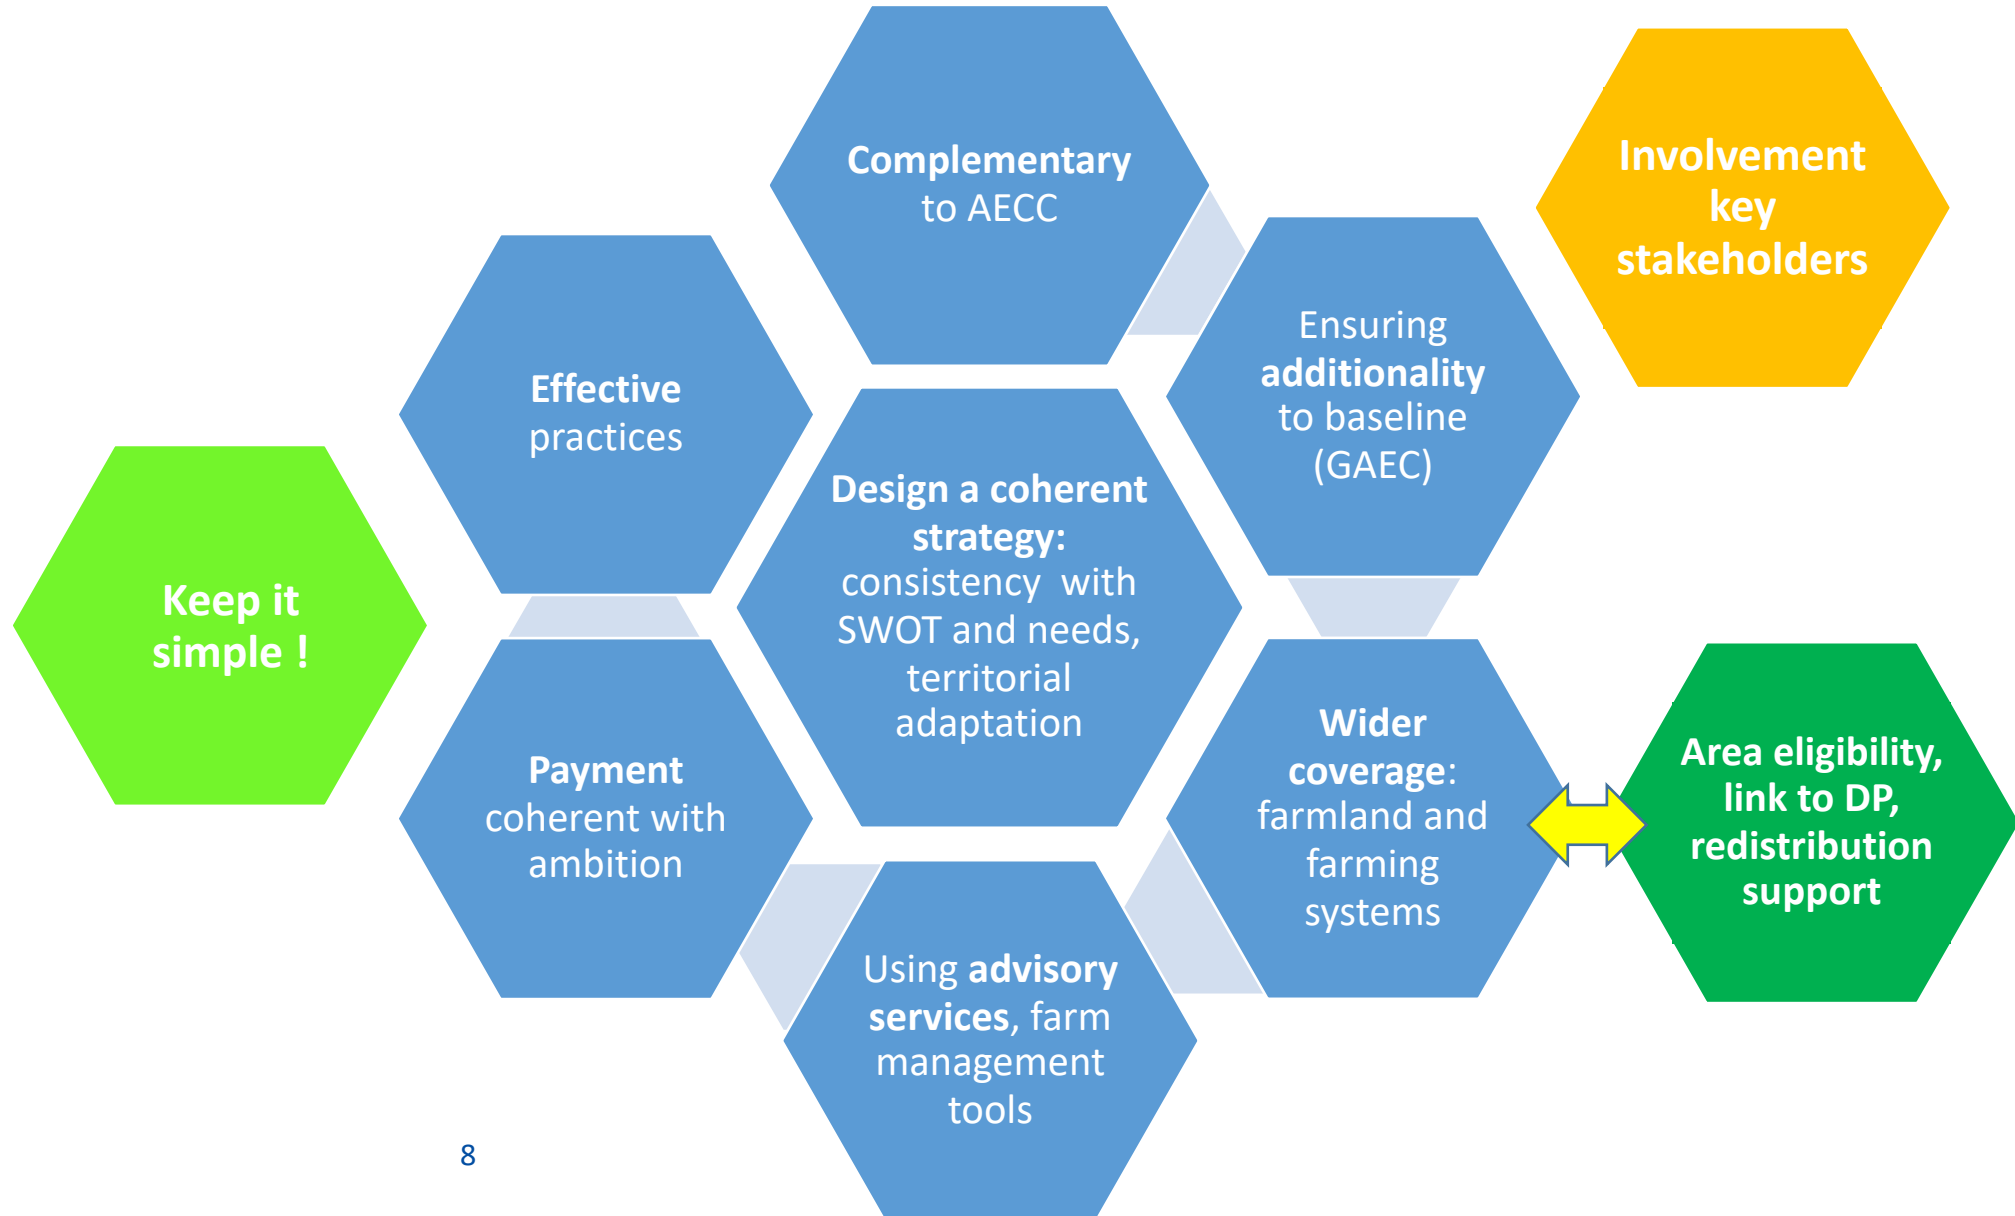 Complementary
to AECC
Involvement
key
stakeholders
Ensuring
additionality
to baseline
(GAEC)
Effective
practices
Design a coherent
strategy:
consistency  with
SWOT and needs,
territorial
adaptation
Keep it
simple !
Wider
coverage:
farmland and
farming
systems
Area eligibility,
link to DP,
redistribution
support
Payment
coherent with
ambition
Using advisory
services, farm
management
tools
8